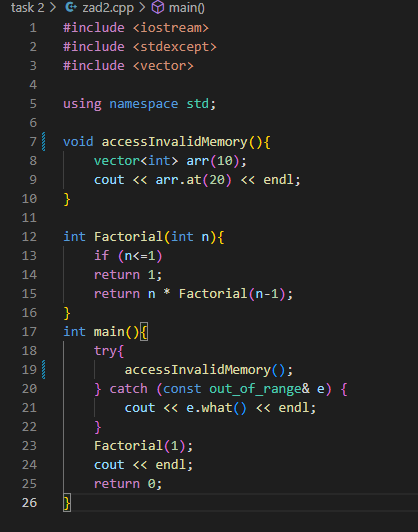 task 2 > zad2.cpp > main()
1 #include <iostream>
2 #include <stdexcept>
3 #include <vector>
4
5 using namespace std;
6
7 void accessInvalidMemory(){
8     vector<int> arr(10);
9     cout << arr.at(20) << endl;
10 }
11
12 int Factorial(int n){
13     if (n<=1)
14     return 1;
15     return n * Factorial(n-1);
16 }
17 int main(){
18     try{
19         accessInvalidMemory();
20     } catch (const out_of_range& e) {
21         cout << e.what() << endl;
22     }
23     Factorial(1);
24     cout << endl;
25     return 0;
26 }